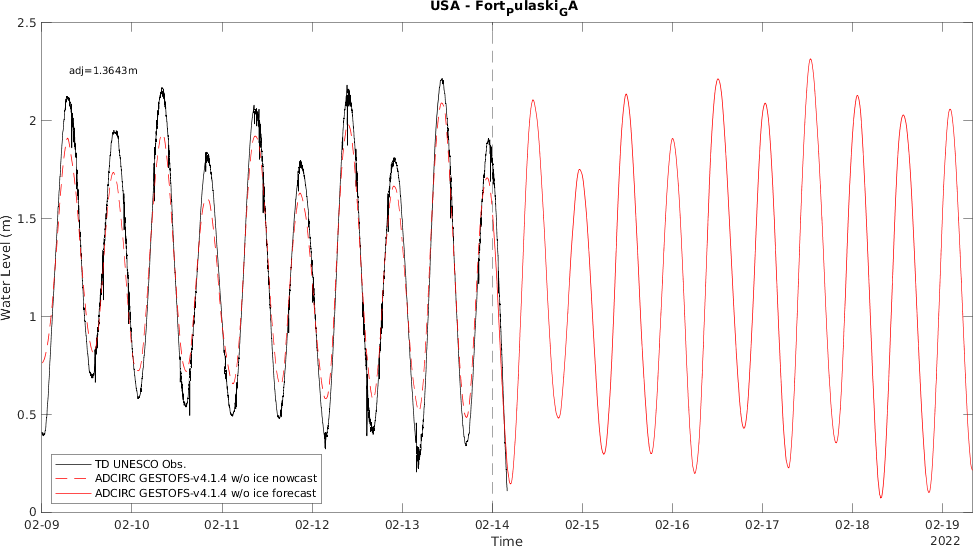 USA - Fort_Pulaski_GA
2.5
adj=1.3643m
2
1.5
1
0.5
0
Water Level (m)
TD UNESCO Obs.
ADCIRC GESTOFS-v4.1.4 w/o ice nowcast
ADCIRC GESTOFS-v4.1.4 w/o ice forecast
02-09 02-10 02-11 02-12 02-13 02-14 02-15 02-16 02-17 02-18 02-19
Time
2022